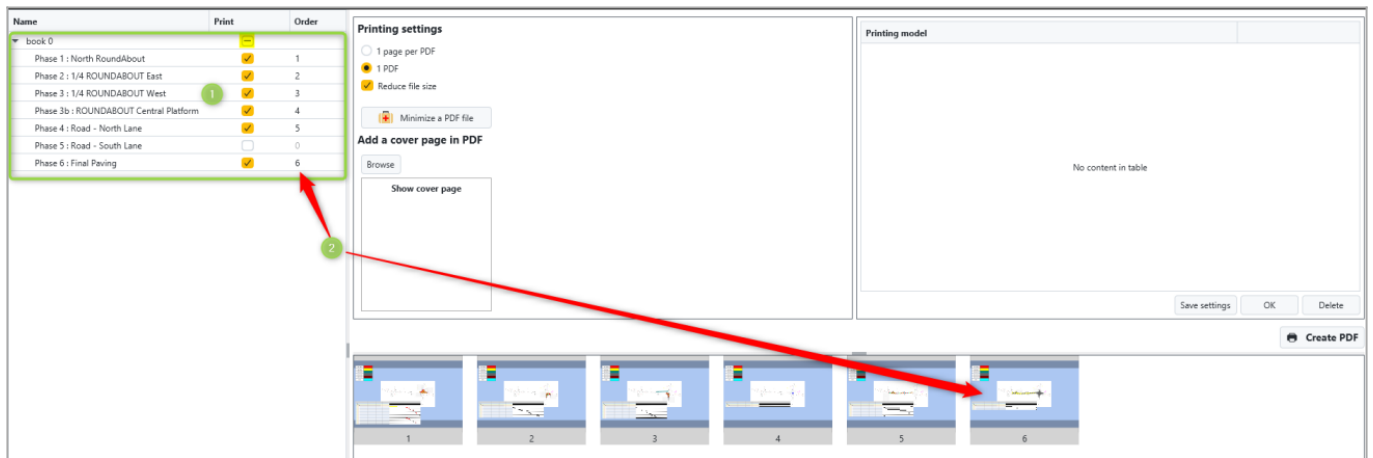 Name Print Order
book 0
Phase 1 : North RoundAbout 1
Phase 2 : 1/4 ROUNDABOUT East 2
Phase 3 : 1/4 ROUNDABOUT West 1 3
Phase 3b : ROUNDABOUT Central Platform 4
Phase 4 : Road - North Lane 5
Phase 5 : Road - South Lane 0
Phase 6 : Final Paving 6
2
Printing settings
1 page per PDF
1 PDF
Reduce file size
Minimize a PDF file
Add a cover page in PDF
Browse
Show cover page
Printing model
No content in table
Save settings OK Delete
Create PDF
1 2 3 4 5 6